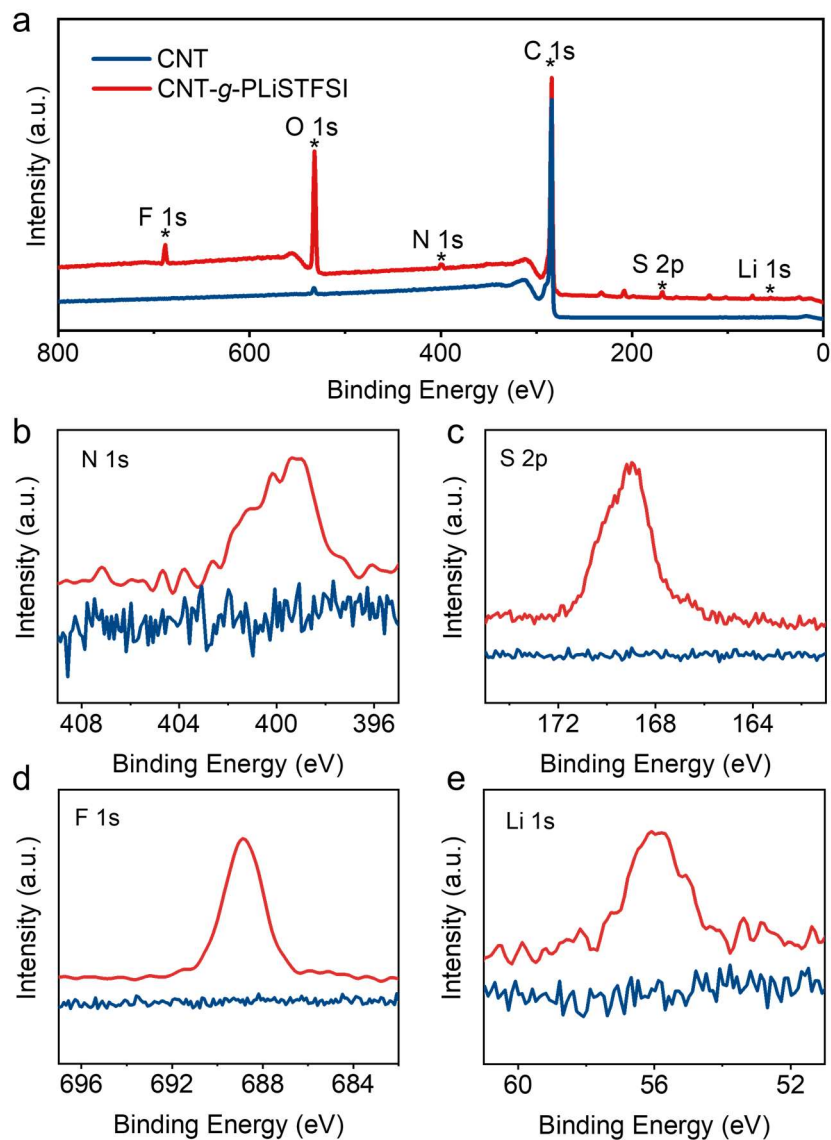 a
CNT
CNT-g-PLiSTFSI
C 1s
*
O 1s
*
F 1s
*
N 1s
*
S 2p
*
Li 1s
*
Intensity (a.u.)
800 600 400 200 0
Binding Energy (eV)
b
N 1s
Intensity (a.u.)
408 404 400 396
Binding Energy (eV)
c
S 2p
Intensity (a.u.)
172 168 164
Binding Energy (eV)
d
F 1s
Intensity (a.u.)
696 692 688 684
Binding Energy (eV)
e
Li 1s
Intensity (a.u.)
60 56 52
Binding Energy (eV)